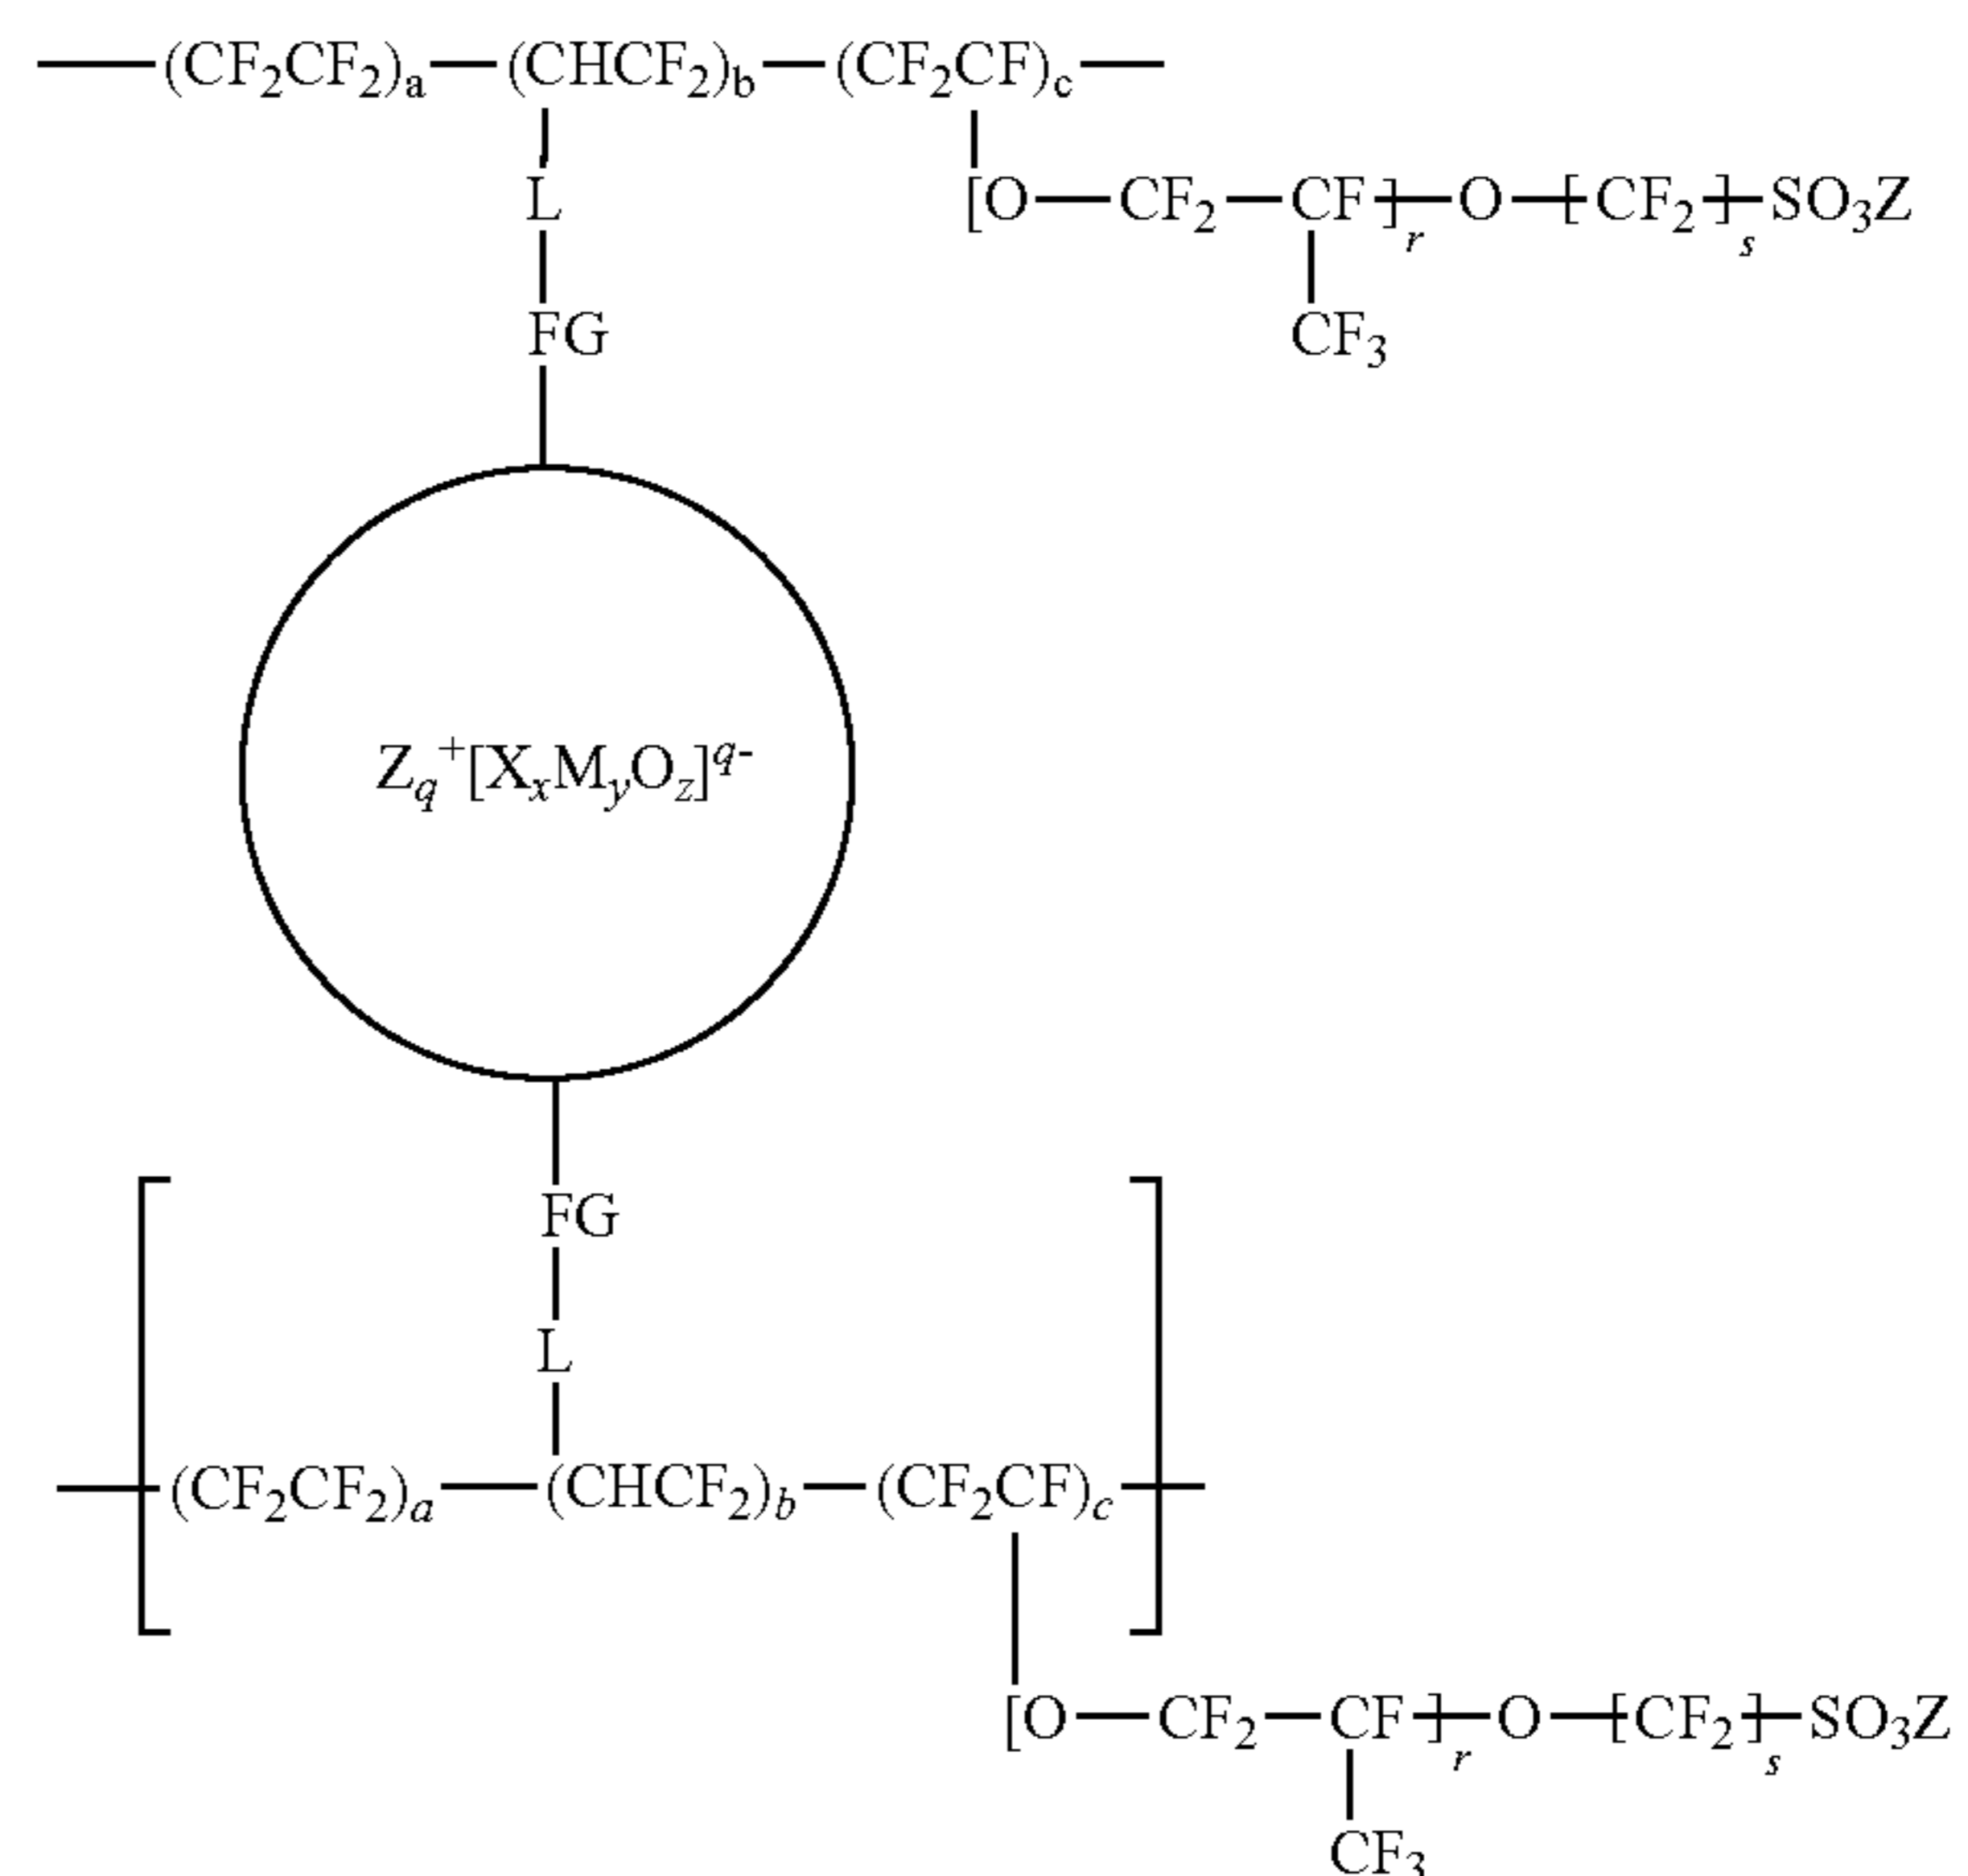 (CF₂CF₂)a—(CHCF₂)b—(CF₂CF)c
L [O—CF₂—CF]r—O—[CF₂]s—SO₃Z
FG CF₃
Zq⁺[XxMyOz]q-
FG
L
(CF₂CF₂)a—(CHCF₂)b—(CF₂CF)c
[O—CF₂—CF]r—O—[CF₂]s—SO₃Z
CF₃